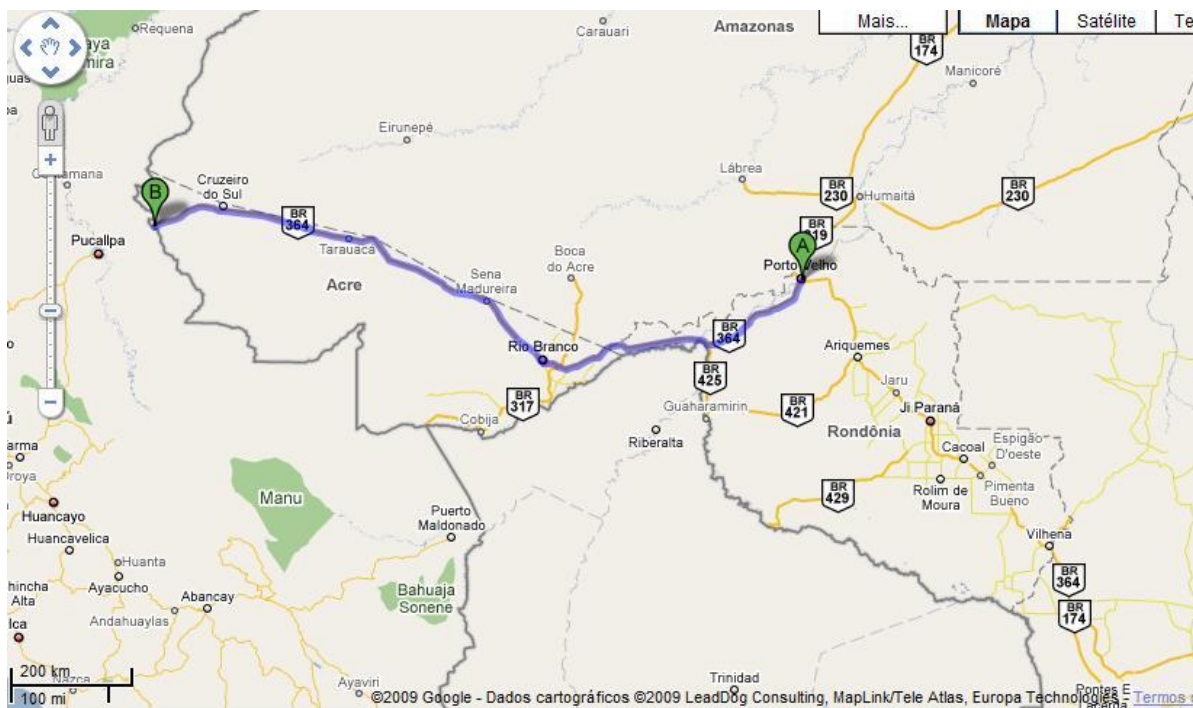 Requena
Carauari
Amazonas
Mais...
Mapa
Satélite
Te
BR
174
Manicoré
Eirunepé
Lábrea
BR
230
Humaitá
BR
230
B
Cruzeiro
do Sul
BR
364
Tarauacá
Pucallpa
Boca
do Acre
A
Porto Velho
Acre
Sena
Madureira
Rio Branco
BR
364
BR
425
Ariquemes
Jaru
BR
317
Cobija
Guaharamirin
BR
421
Ji Paraná
Riberalta
Rondônia
Cacoal
Espigão
D'oeste
Pimenta
Bueno
Rolim de
Moura
BR
429
Manu
Huancayo
Huancavelica
Puerto
Maldonado
Vilhena
Huanta
Ayacucho
Abancay
Andahuaylas
Bahuaja
Sonene
BR
364
BR
174
200 km
100 mi
Nazca
Ayaviri
Trinidad
©2009 Google - Dados cartográficos ©2009 LeadDog Consulting, MapLink/Tele Atlas, Europa Technologies - Termos
Pontes E